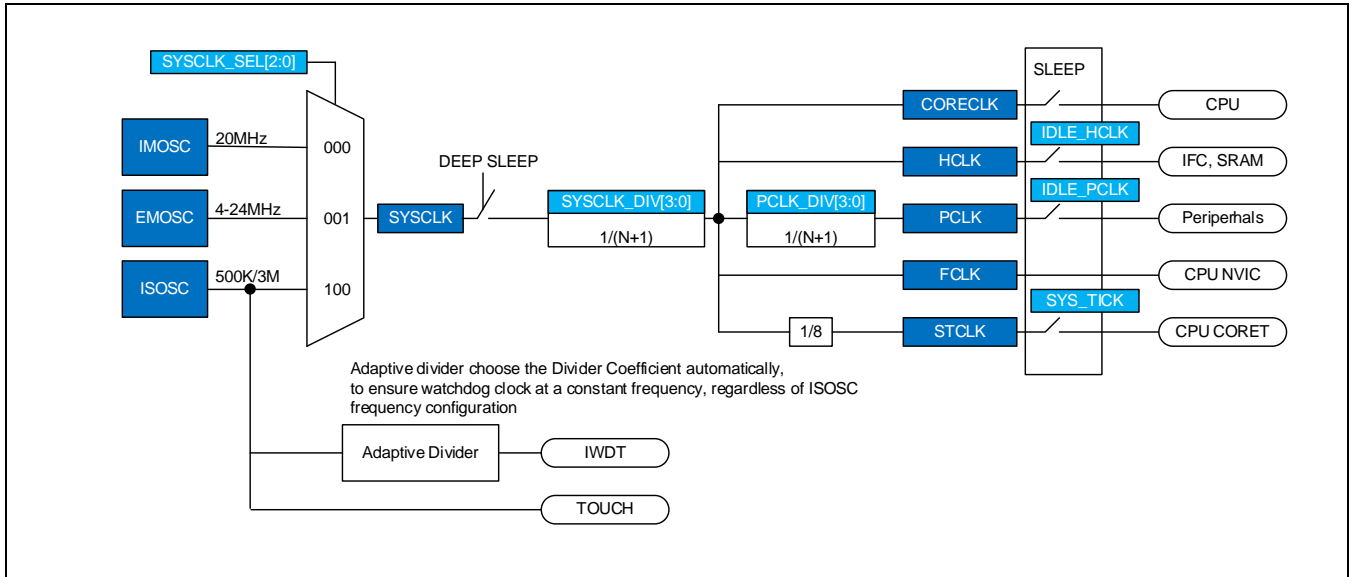 SYSCLK_SEL[2:0]
SLEEP
CORECLK
CPU
IMOSC
20MHz
000
DEEP SLEEP
IDLE_HCLK
HCLK
IFC, SRAM
EMOSC
4-24MHz
001
SYSCLK
SYSCLK_DIV[3:0]
1/(N+1)
PCLK_DIV[3:0]
1/(N+1)
IDLE_PCLK
PCLK
Periperhals
ISOSC
500K/3M
100
FCLK
CPU NVIC
SYS_TICK
1/8
STCLK
CPU CORET
Adaptive divider choose the Divider Coefficient automatically,
to ensure watchdog clock at a constant frequency, regardless of ISOSC
frequency configuration
Adaptive Divider
IWDT
TOUCH